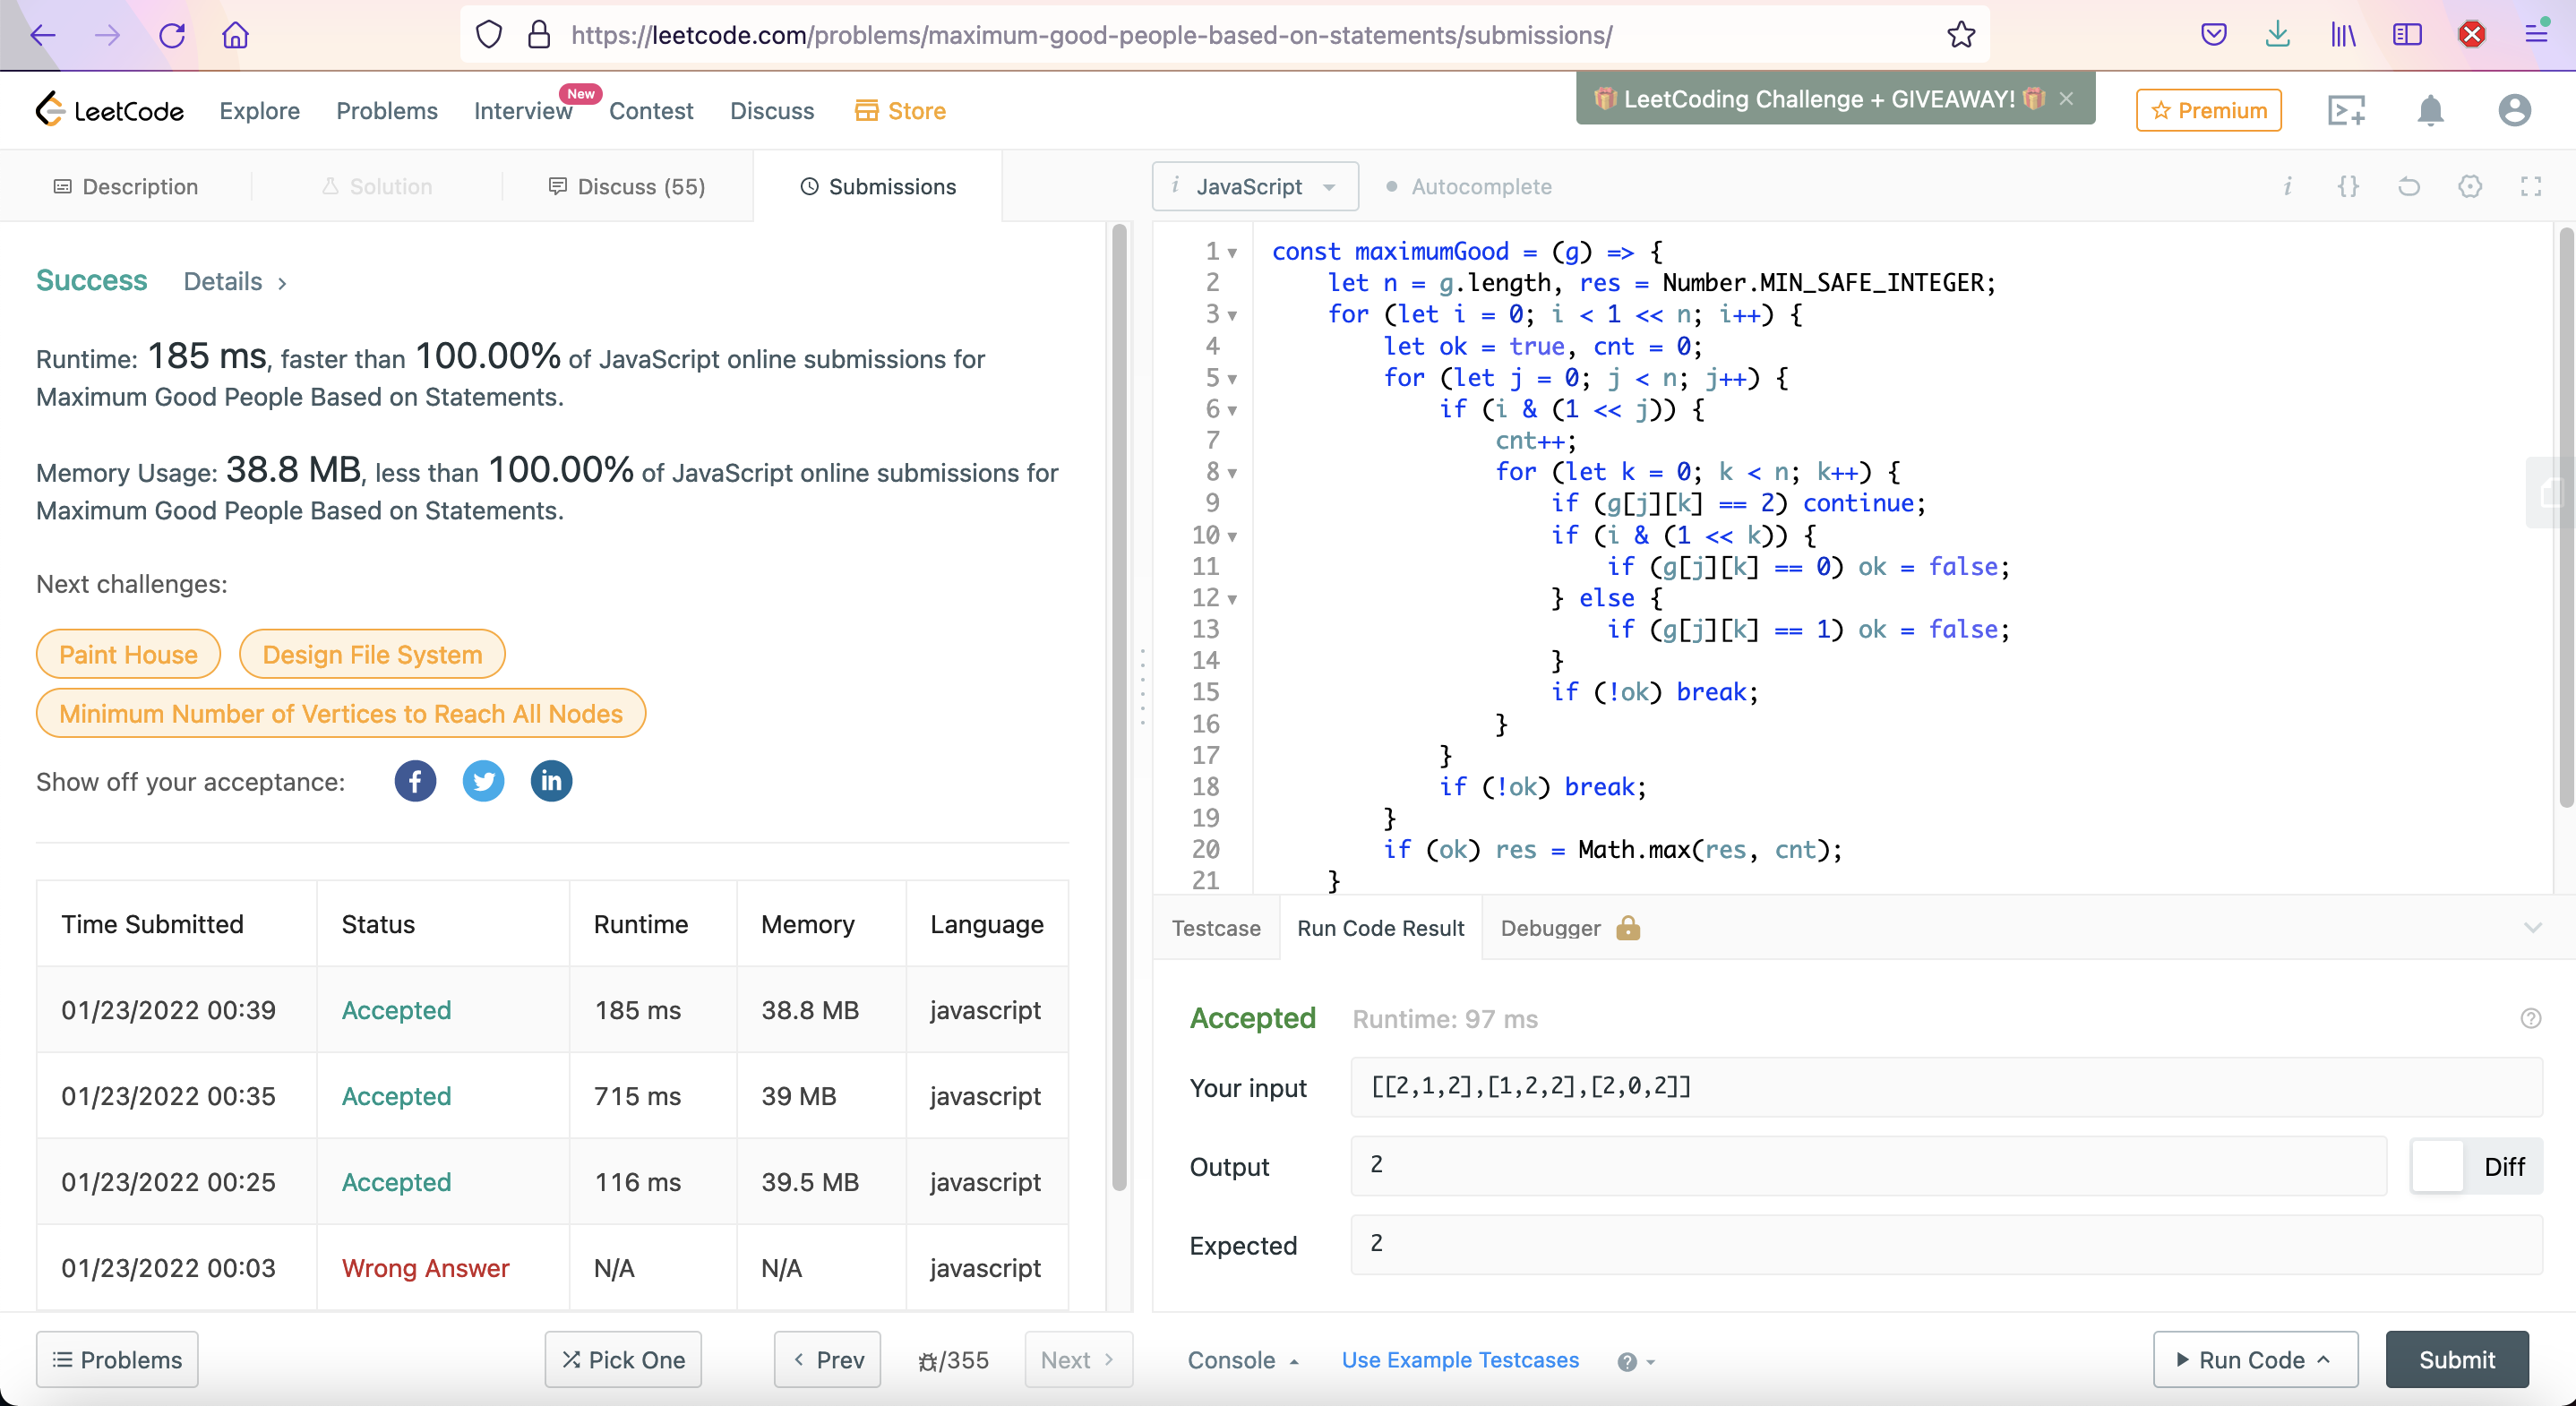 https://leetcode.com/problems/maximum-good-people-based-on-statements/submissions/
LeetCode
Explore
Problems
Interview
New
Contest
Discuss
Store
LeetCoding Challenge + GIVEAWAY!
Premium
Description
Solution
Discuss (55)
Submissions
Success
Details
Runtime: 185 ms, faster than 100.00% of JavaScript online submissions for
Maximum Good People Based on Statements.
Memory Usage: 38.8 MB, less than 100.00% of JavaScript online submissions for
Maximum Good People Based on Statements.
Next challenges:
Paint House
Design File System
Minimum Number of Vertices to Reach All Nodes
Show off your acceptance:
Time Submitted Status Runtime Memory Language
01/23/2022 00:39 Accepted 185 ms 38.8 MB javascript
01/23/2022 00:35 Accepted 715 ms 39 MB javascript
01/23/2022 00:25 Accepted 116 ms 39.5 MB javascript
01/23/2022 00:03 Wrong Answer N/A N/A javascript
Problems
Pick One
Prev
/355
Next
i JavaScript
Autocomplete
1 const maximumGood = (g) => {
2 let n = g.length, res = Number.MIN_SAFE_INTEGER;
3 for (let i = 0; i < 1 << n; i++) {
4 let ok = true, cnt = 0;
5 for (let j = 0; j < n; j++) {
6 if (i & (1 << j)) {
7 cnt++;
8 for (let k = 0; k < n; k++) {
9 if (g[j][k] == 2) continue;
10 if (i & (1 << k)) {
11 if (g[j][k] == 0) ok = false;
12 } else {
13 if (g[j][k] == 1) ok = false;
14 }
15 if (!ok) break;
16 }
17 }
18 if (!ok) break;
19 }
20 if (ok) res = Math.max(res, cnt);
21 }
Testcase
Run Code Result
Debugger
Accepted
Runtime: 97 ms
Your input
[[2,1,2],[1,2,2],[2,0,2]]
Output
2
Diff
Expected
2
Console
Use Example Testcases
Run Code
Submit